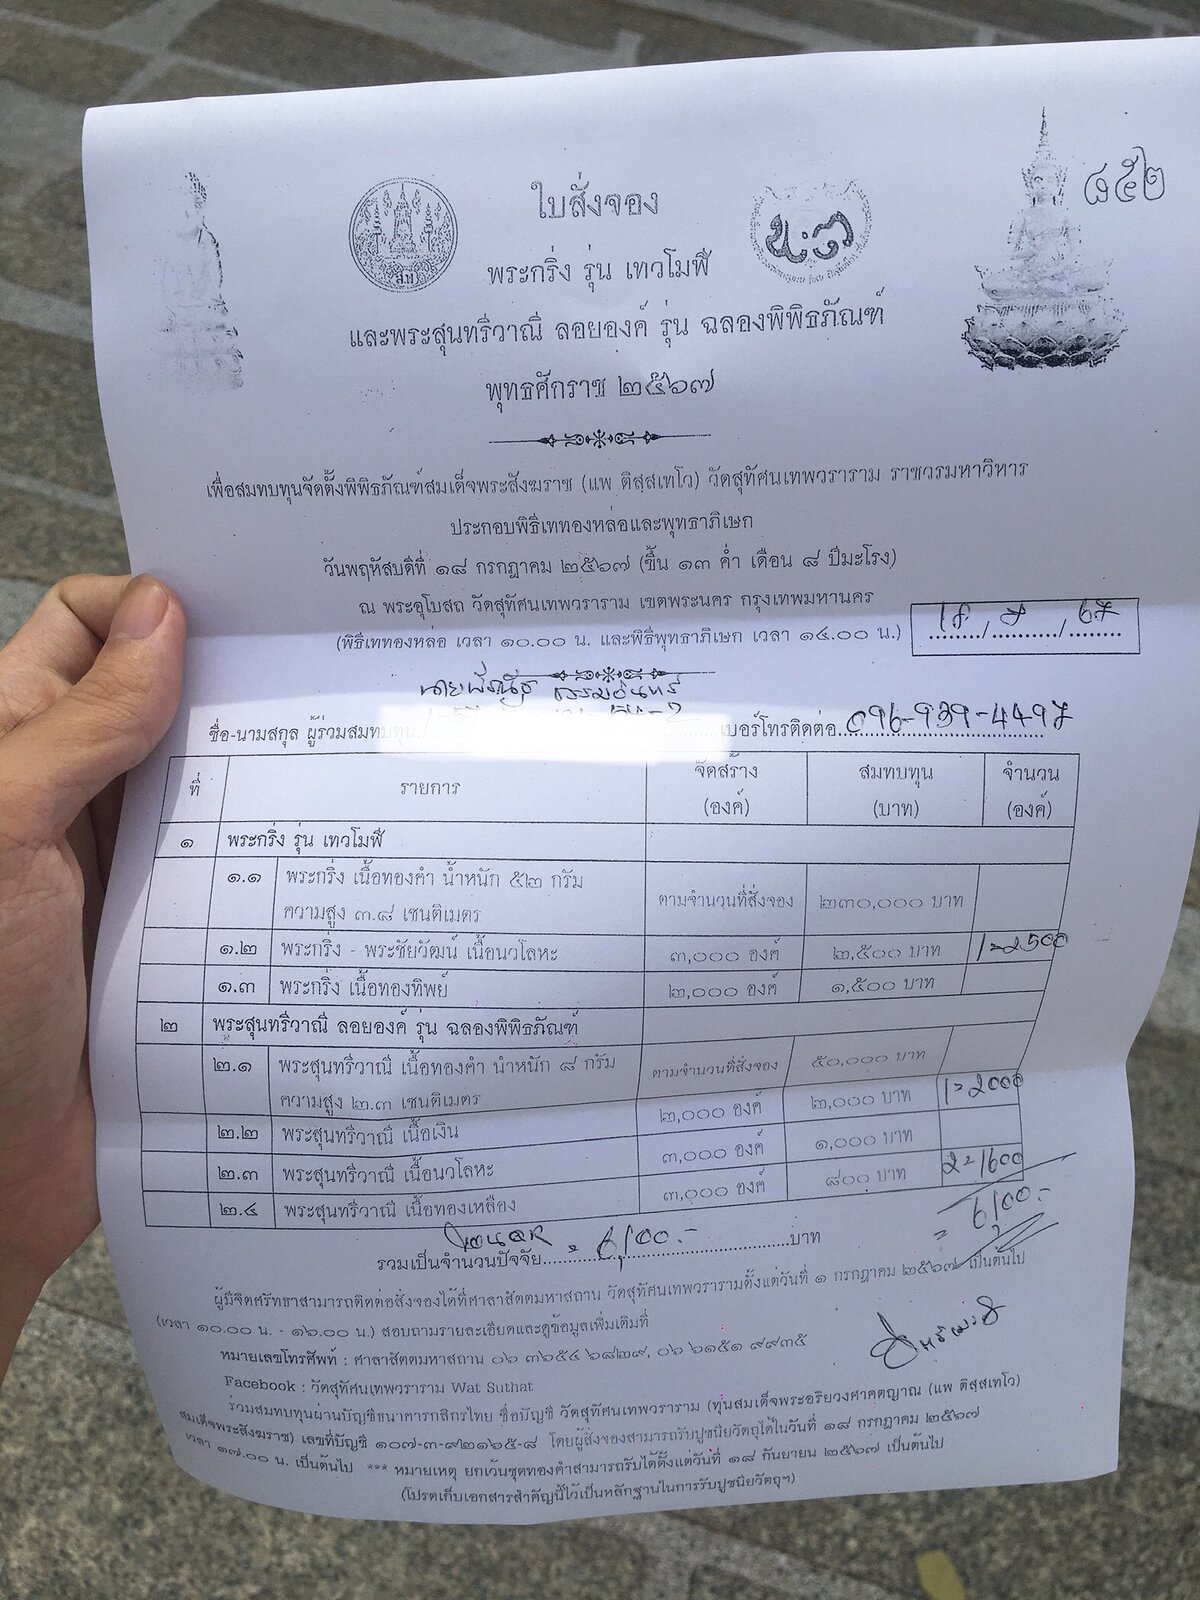 ๘๕๒
ใบสั่งจอง
พระกริ่ง รุ่น เทวโมฬี
และพระสุนทรีวาณี ลอยองค์ รุ่น ฉลองพิพิธภัณฑ์
พุทธศักราช ๒๕๖๗
เพื่อสมทบทุนจัดตั้งพิพิธภัณฑ์สมเด็จพระสังฆราช (แพ ติสฺสเทโว) วัดสุทัศนเทพวราราม ราชวรมหาวิหาร
ประกอบพิธีเททองหล่อและพุทธาภิเษก
วันพฤหัสบดีที่ ๑๘ กรกฎาคม ๒๕๖๗ (ขึ้น ๑๓ ค่ำ เดือน ๘ ปีมะโรง)
ณ พระอุโบสถ วัดสุทัศนเทพวราราม เขตพระนคร กรุงเทพมหานคร
(พิธีเททองหล่อ เวลา ๑๐.๐๐ น. และพิธีพุทธาภิเษก เวลา ๑๔.๐๐ น.) 18 / 7 / 67
ชื่อ-นามสกุล ผู้ร่วมสมทบทุน เบอร์โทรติดต่อ 096-939-4497
ที่ รายการ จัดสร้าง (องค์) สมทบทุน (บาท) จำนวน (องค์)
๑ พระกริ่ง รุ่น เทวโมฬี
๑.๑ พระกริ่ง เนื้อทองคำ น้ำหนัก ๕๒ กรัม ตามจำนวนที่สั่งจอง ๒๓๐,๐๐๐ บาท
ความสูง ๓.๘ เซนติเมตร
๑.๒ พระกริ่ง - พระชัยวัฒน์ เนื้อนวโลหะ ๓,๐๐๐ องค์ ๒,๕๐๐ บาท 1=2500
๑.๓ พระกริ่ง เนื้อทองทิพย์ ๒,๐๐๐ องค์ ๑,๕๐๐ บาท
๒ พระสุนทรีวาณี ลอยองค์ รุ่น ฉลองพิพิธภัณฑ์
๒.๑ พระสุนทรีวาณี เนื้อทองคำ น้ำหนัก ๘ กรัม ตามจำนวนที่สั่งจอง ๕๐,๐๐๐ บาท
ความสูง ๒.๓ เซนติเมตร
๒.๒ พระสุนทรีวาณี เนื้อเงิน ๒,๐๐๐ องค์ ๒,๐๐๐ บาท 1=2000
๒.๓ พระสุนทรีวาณี เนื้อนวโลหะ ๓,๐๐๐ องค์ ๑,๐๐๐ บาท
๒.๔ พระสุนทรีวาณี เนื้อทองเหลือง ๓,๐๐๐ องค์ ๘๐๐ บาท 2=1600
= 6,100.-
รวมเป็นจำนวนปัจจัย = 6,100.- บาท
ผู้มีจิตศรัทธาสามารถติดต่อสั่งจองได้ที่ศาลาสัตตมหาสถาน วัดสุทัศนเทพวรารามตั้งแต่วันที่ ๑ กรกฎาคม ๒๕๖๗ เป็นต้นไป
(เวลา ๑๐.๐๐ น. - ๑๖.๐๐ น.) สอบถามรายละเอียดและดูข้อมูลเพิ่มเติมที่
หมายเลขโทรศัพท์ : ศาลาสัตตมหาสถาน ๐๖ ๓๖๕๔ ๖๘๒๙, ๐๖ ๖๑๕๑ ๙๙๓๕
Facebook : วัดสุทัศนเทพวราราม Wat Suthat
ร่วมสมทบทุนผ่านบัญชีธนาคารกสิกรไทย ชื่อบัญชี วัดสุทัศนเทพวราราม (ทุนสมเด็จพระอริยวงศาคตญาณ (แพ ติสฺสเทโว)
สมเด็จพระสังฆราช) เลขที่บัญชี ๑๐๗-๓-๙๒๑๖๕-๘ โดยผู้สั่งจองสามารถรับปูชนียวัตถุได้ในวันที่ ๑๘ กรกฎาคม ๒๕๖๗
เวลา ๑๗.๐๐ น. เป็นต้นไป *** หมายเหตุ ยกเว้นชุดทองคำสามารถรับได้ตั้งแต่วันที่ ๑๘ กันยายน ๒๕๖๗ เป็นต้นไป
(โปรดเก็บเอกสารสำคัญนี้ไว้เป็นหลักฐานในการรับปูชนียวัตถุฯ)